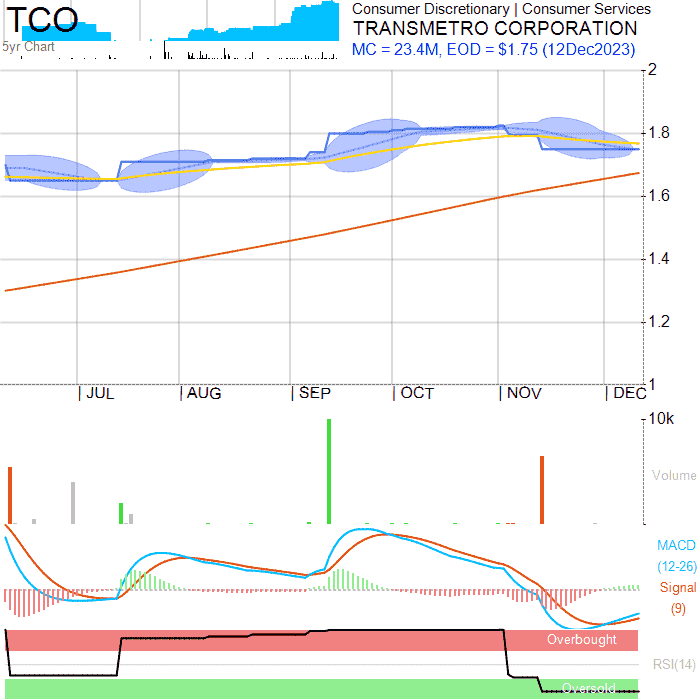 TCO
5yr Chart
Consumer Discretionary | Consumer Services
TRANSMETRO CORPORATION
MC = 23.4M, EOD = $1.75 (12Dec2023)
2
1.8
1.6
1.4
1.2
1
| JUL
| AUG
| SEP
| OCT
| NOV
| DEC
10k
Volume
MACD
(12-26)
Signal
(9)
Overbought
RSI(14)
Oversold